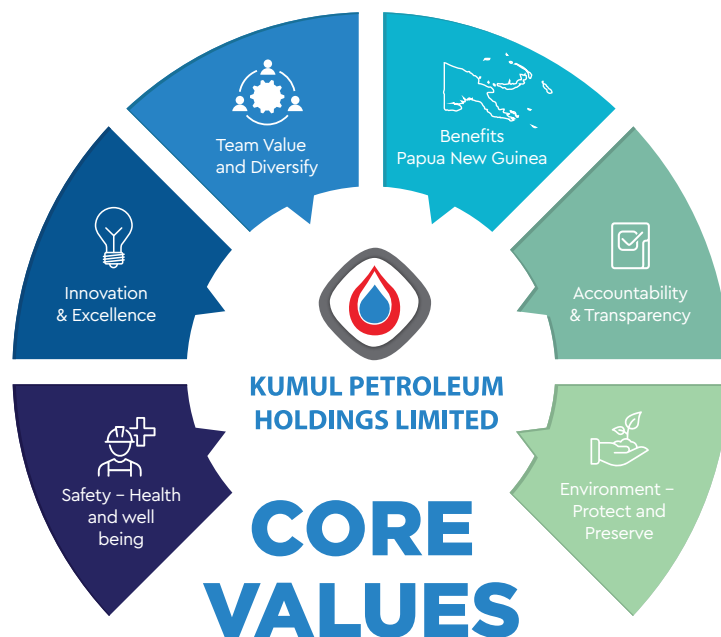 Team Value
and Diversify
Benefits
Papua New Guinea
Innovation
& Excellence
Accountability
& Transparency
KUMUL PETROLEUM
HOLDINGS LIMITED
Safety – Health
and well
being
Environment –
Protect and
Preserve
CORE
VALUES